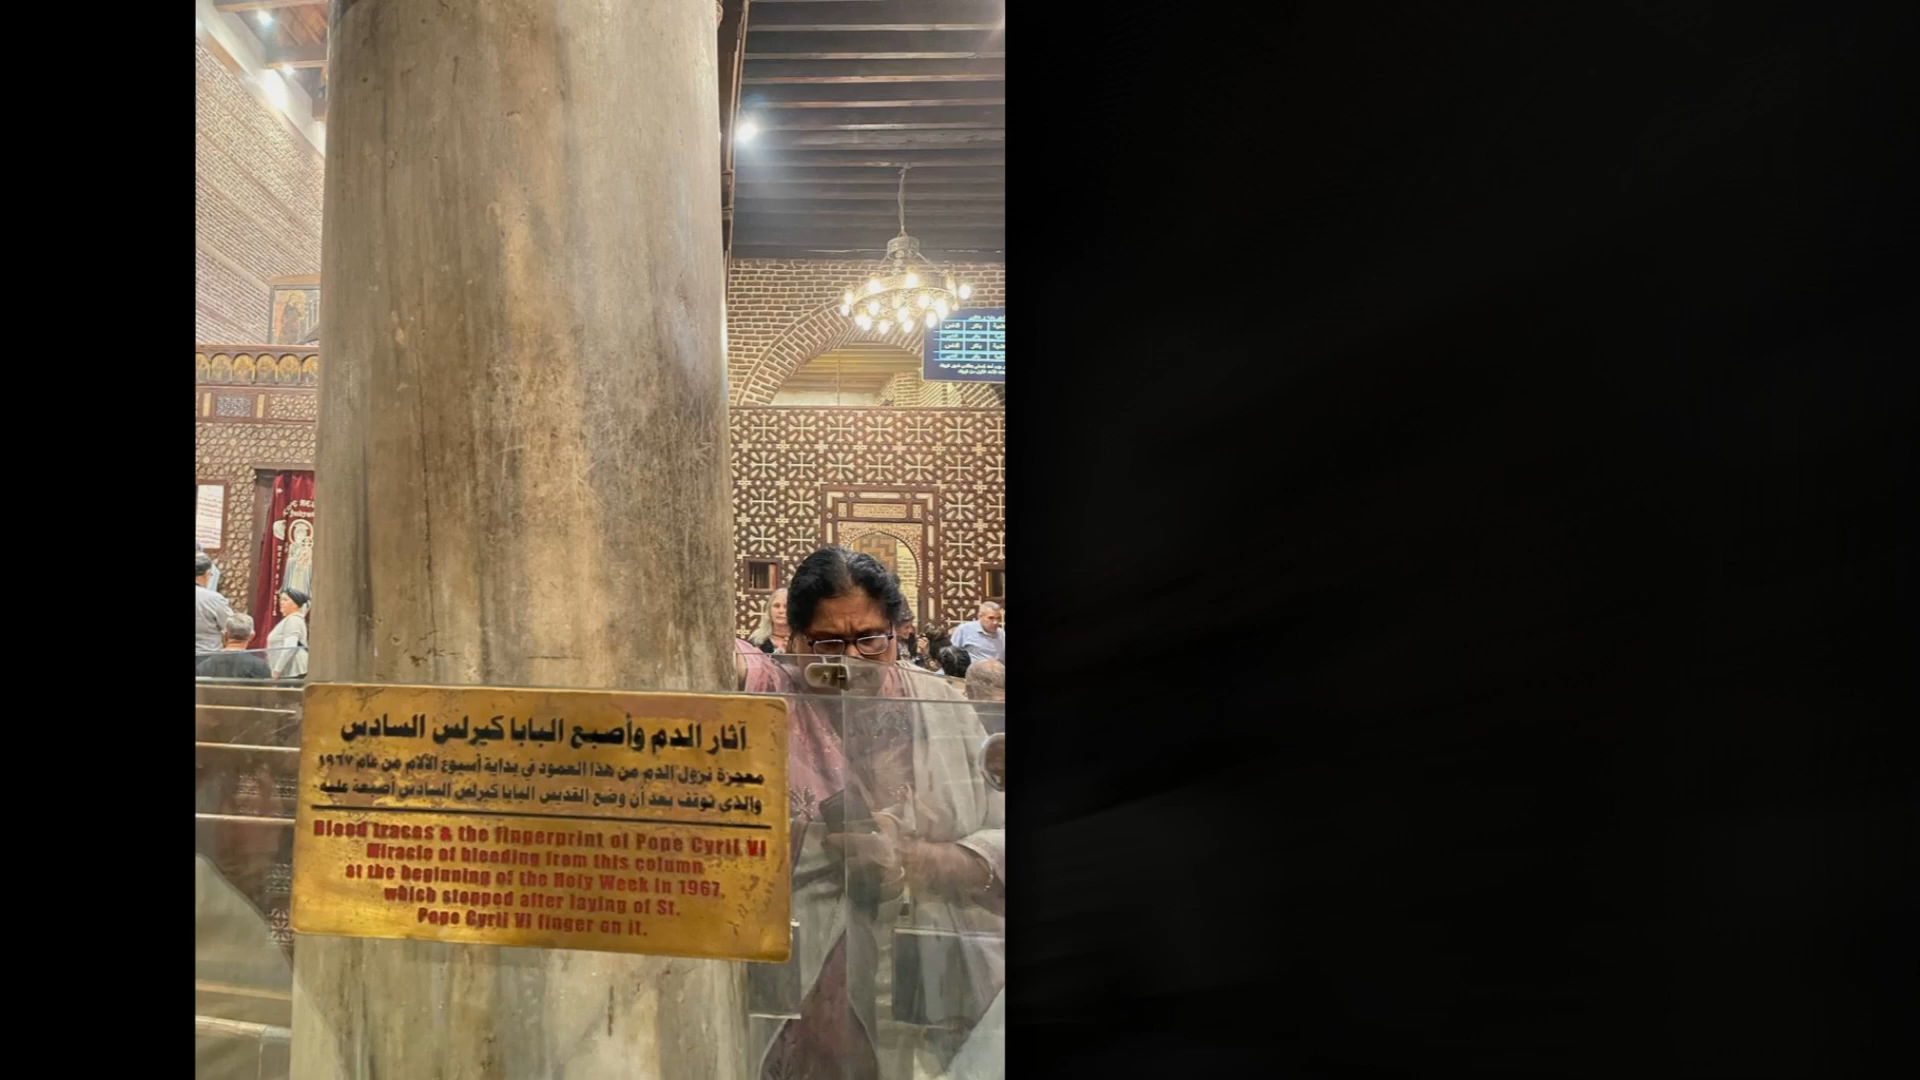 آثار الدم وأصبع البابا كيرلس السادس
معجزة نزول الدم من هذا العمود في بداية أسبوع الآلام من عام ١٩٦٧
والذى توقف بعد أن وضع القديس البابا كيرلس السادس أصبعه عليه
Blood traces & the fingerprint of Pope Cyril VI
Miracle of bleeding from this column
at the beginning of the Holy Week in 1967,
which stopped after laying of St.
Pope Cyril VI finger on it.